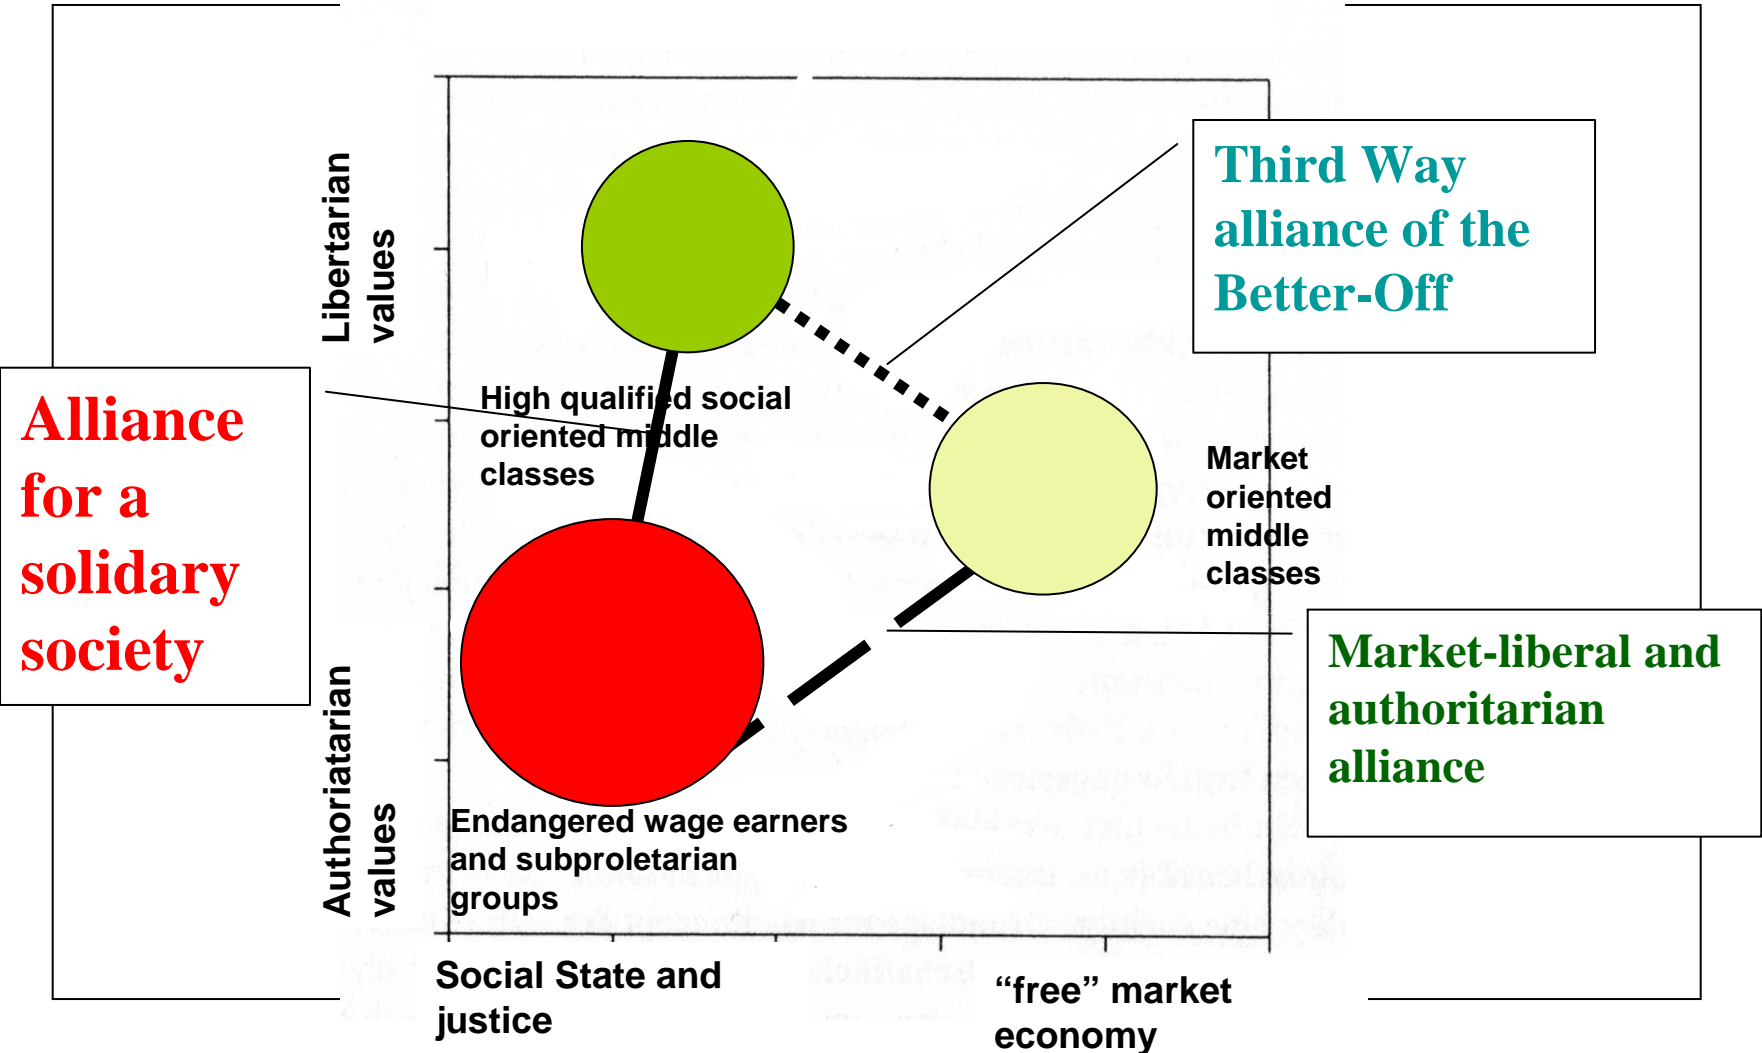 Libertarian
values
Third Way
alliance of the
Better-Off
Alliance
for a
solidary
society
High qualified social
oriented middle
classes
Market
oriented
middle
classes
Market-liberal and
authoritarian
alliance
Authoriatarian
values
Endangered wage earners
and subproletarian
groups
Social State and
justice
“free” market
economy